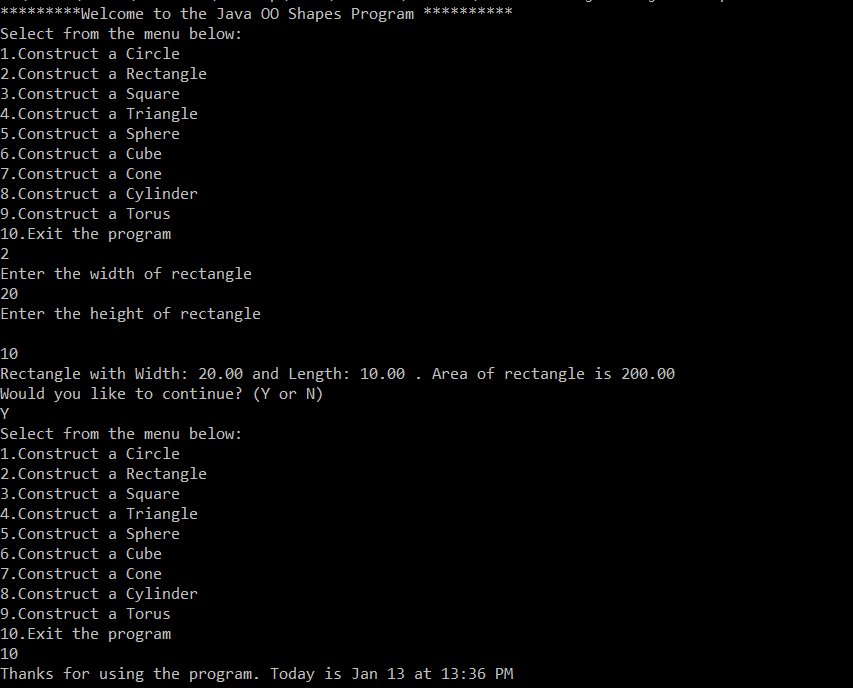 *********Welcome to the Java OO Shapes Program **********
Select from the menu below:
1.Construct a Circle
2.Construct a Rectangle
3.Construct a Square
4.Construct a Triangle
5.Construct a Sphere
6.Construct a Cube
7.Construct a Cone
8.Construct a Cylinder
9.Construct a Torus
10.Exit the program
2
Enter the width of rectangle
20
Enter the height of rectangle
10
Rectangle with Width: 20.00 and Length: 10.00 . Area of rectangle is 200.00
Would you like to continue? (Y or N)
Y
Select from the menu below:
1.Construct a Circle
2.Construct a Rectangle
3.Construct a Square
4.Construct a Triangle
5.Construct a Sphere
6.Construct a Cube
7.Construct a Cone
8.Construct a Cylinder
9.Construct a Torus
10.Exit the program
10
Thanks for using the program. Today is Jan 13 at 13:36 PM